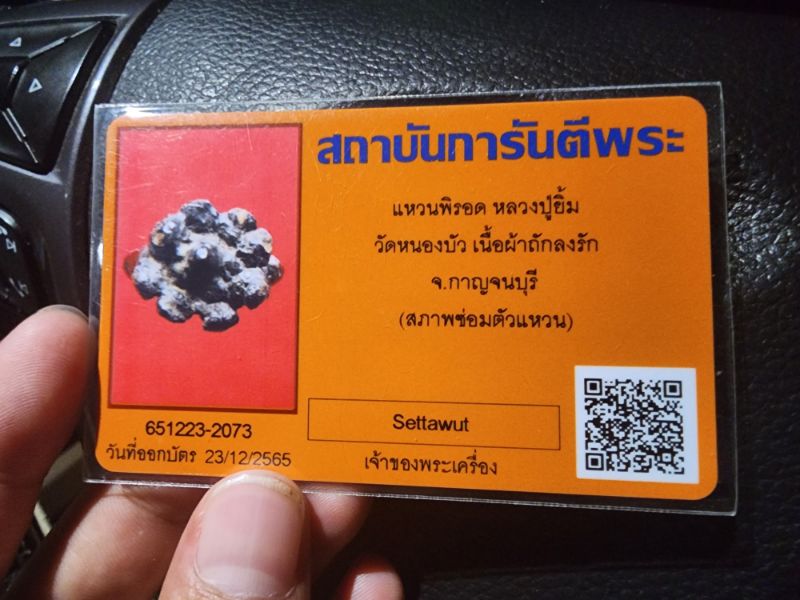 สถาบันการันตีพระ
แหวนพิรอด หลวงปู่ยิ้ม
วัดหนองบัว เนื้อผ้าถักลงรัก
จ.กาญจนบุรี
(สภาพซ่อมตัวแหวน)
651223-2073
วันที่ออกบัตร 23/12/2565
Settawut
เจ้าของพระเครื่อง